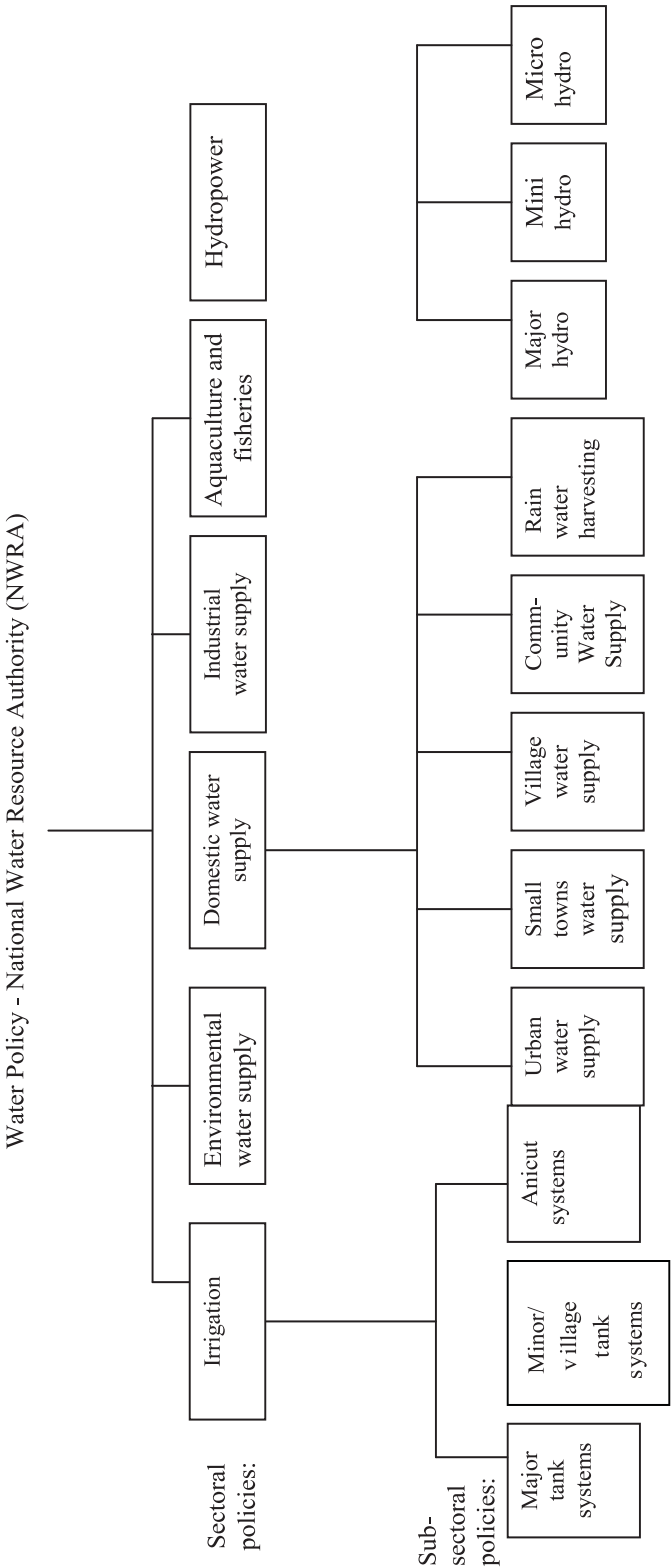 Water Policy - National Water Resource Authority (NWRA)
Sectoral
policies:
Irrigation
Environmental
water supply
Domestic water
supply
Industrial
water supply
Aquaculture and
fisheries
Hydropower
Sub-
sectoral
policies:
Major
tank
systems
Minor/
village
tank
systems
Anicut
systems
Urban
water
supply
Small
towns
water
supply
Village
water
supply
Comm-
unity
Water
Supply
Rain
water
harvesting
Major
hydro
Mini
hydro
Micro
hydro